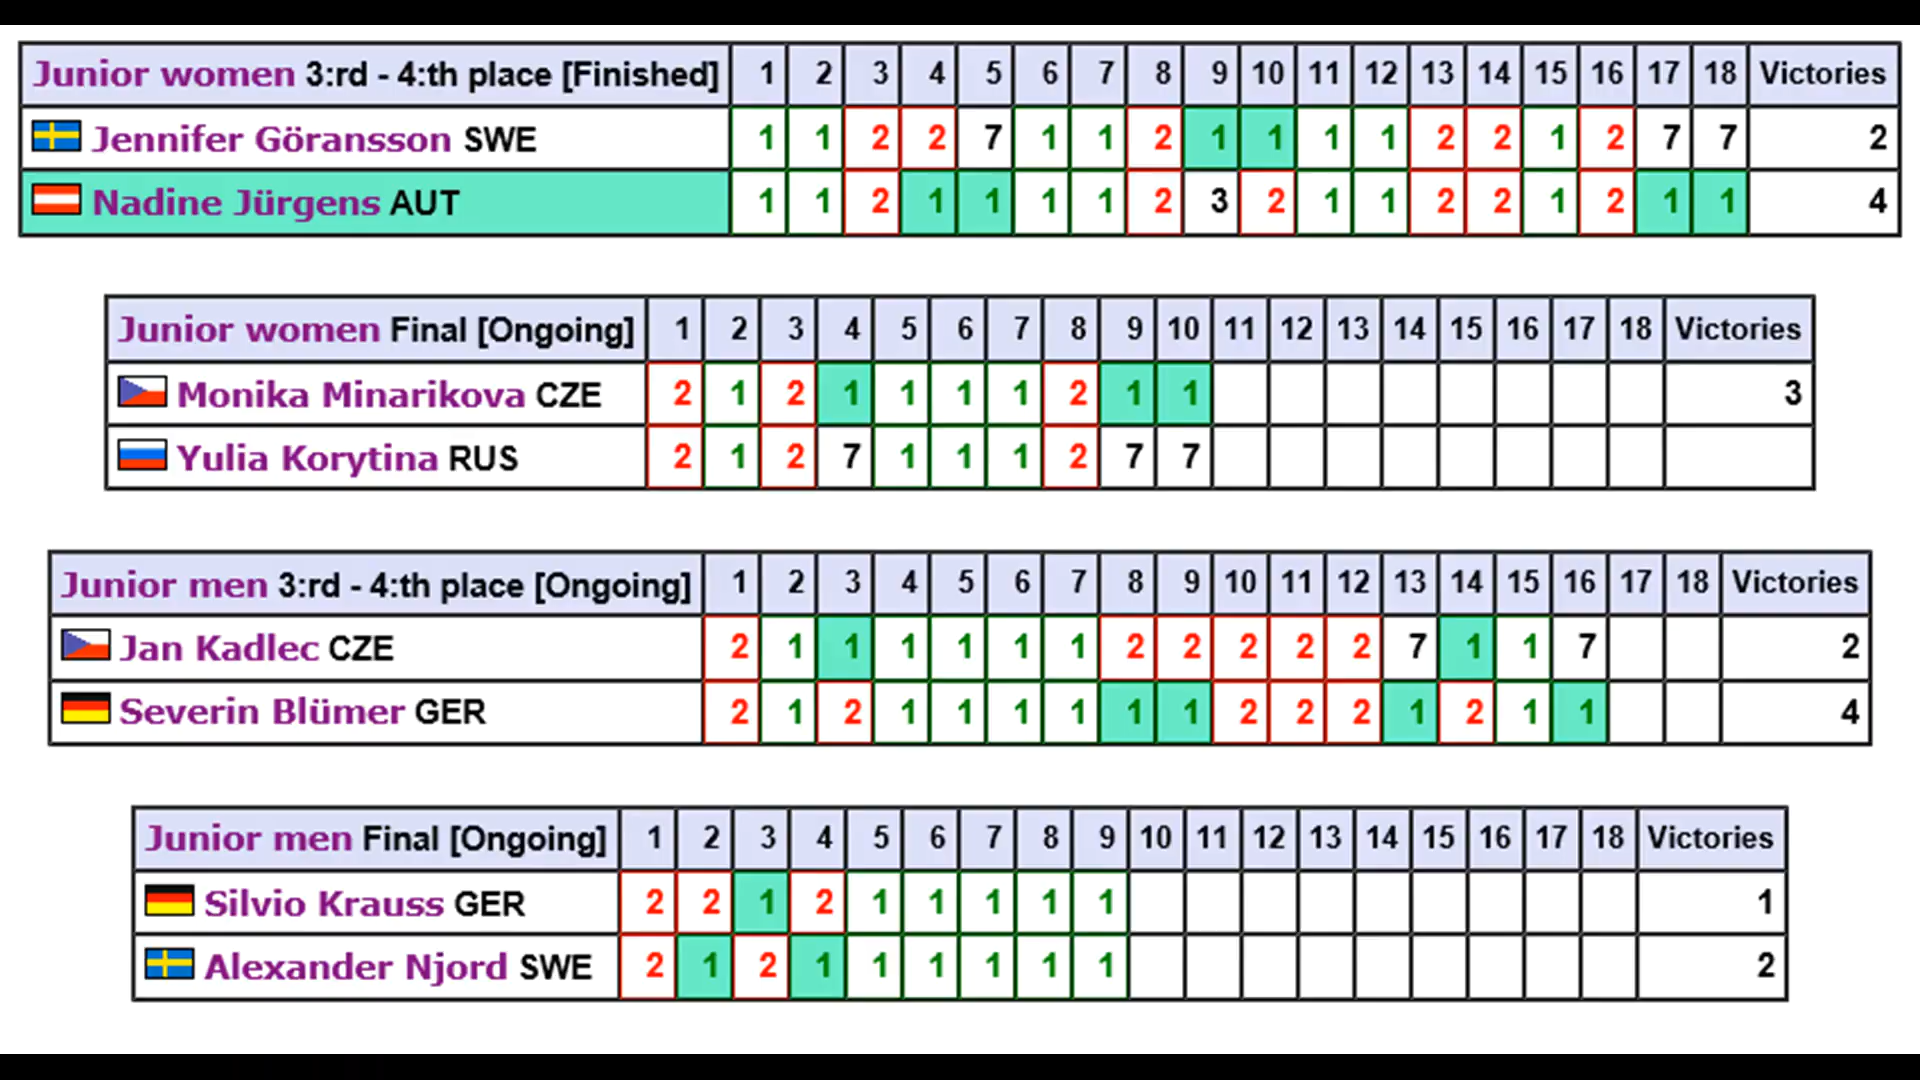 Junior women 3:rd - 4:th place [Finished] 1 2 3 4 5 6 7 8 9 10 11 12 13 14 15 16 17 18 Victories
Jennifer Göransson SWE 1 1 2 2 7 1 1 2 1 1 1 1 2 2 1 2 7 7 2
Nadine Jürgens AUT 1 1 2 1 1 1 1 2 3 2 1 1 2 2 1 2 1 1 4
Junior women Final [Ongoing] 1 2 3 4 5 6 7 8 9 10 11 12 13 14 15 16 17 18 Victories
Monika Minarikova CZE 2 1 2 1 1 1 1 2 1 1 3
Yulia Korytina RUS 2 1 2 7 1 1 1 2 7 7
Junior men 3:rd - 4:th place [Ongoing] 1 2 3 4 5 6 7 8 9 10 11 12 13 14 15 16 17 18 Victories
Jan Kadlec CZE 2 1 1 1 1 1 1 2 2 2 2 2 7 1 1 7 2
Severin Blümer GER 2 1 2 1 1 1 1 1 1 2 2 2 1 2 1 1 4
Junior men Final [Ongoing] 1 2 3 4 5 6 7 8 9 10 11 12 13 14 15 16 17 18 Victories
Silvio Krauss GER 2 2 1 2 1 1 1 1 1 1
Alexander Njord SWE 2 1 2 1 1 1 1 1 1 2